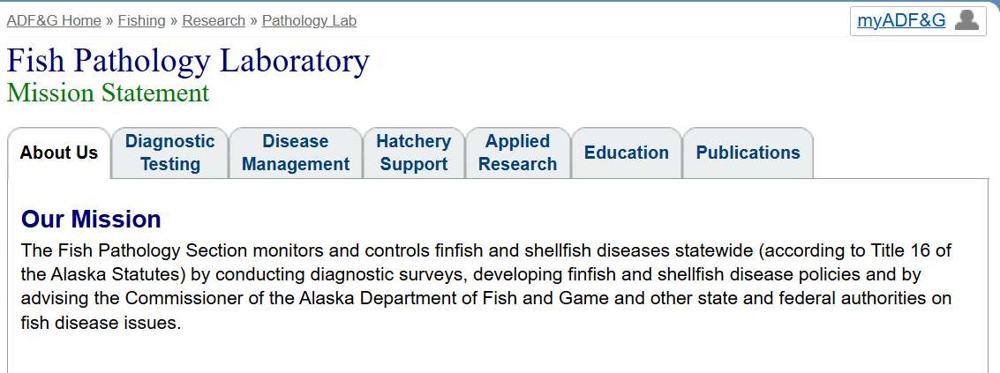 ADF&G Home » Fishing » Research » Pathology Lab
myADF&G
Fish Pathology Laboratory
Mission Statement
About Us
Diagnostic
Testing
Disease
Management
Hatchery
Support
Applied
Research
Education
Publications
Our Mission
The Fish Pathology Section monitors and controls finfish and shellfish diseases statewide (according to Title 16 of
the Alaska Statutes) by conducting diagnostic surveys, developing finfish and shellfish disease policies and by
advising the Commissioner of the Alaska Department of Fish and Game and other state and federal authorities on
fish disease issues.